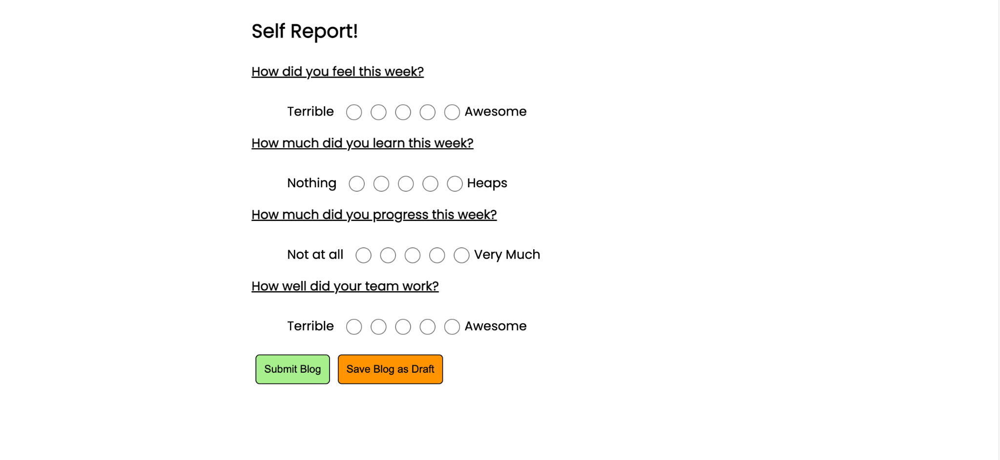 Self Report!
How did you feel this week?
Terrible Awesome
How much did you learn this week?
Nothing Heaps
How much did you progress this week?
Not at all Very Much
How well did your team work?
Terrible Awesome
Submit Blog Save Blog as Draft